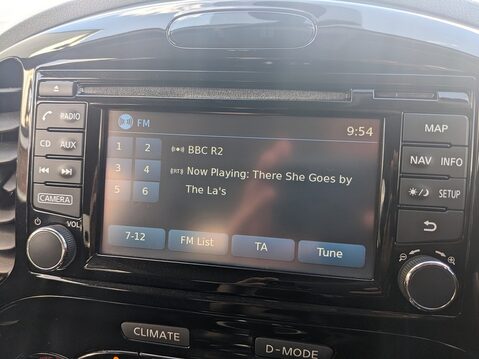 FM
9:54
1 2
3 4
5 6
BBC R2
RTS Now Playing: There She Goes by
The La's
7-12
FM List
TA
Tune
RADIO
CD
AUX
CAMERA
VOL
MAP
NAV
INFO
SETUP
CLIMATE
D-MODE